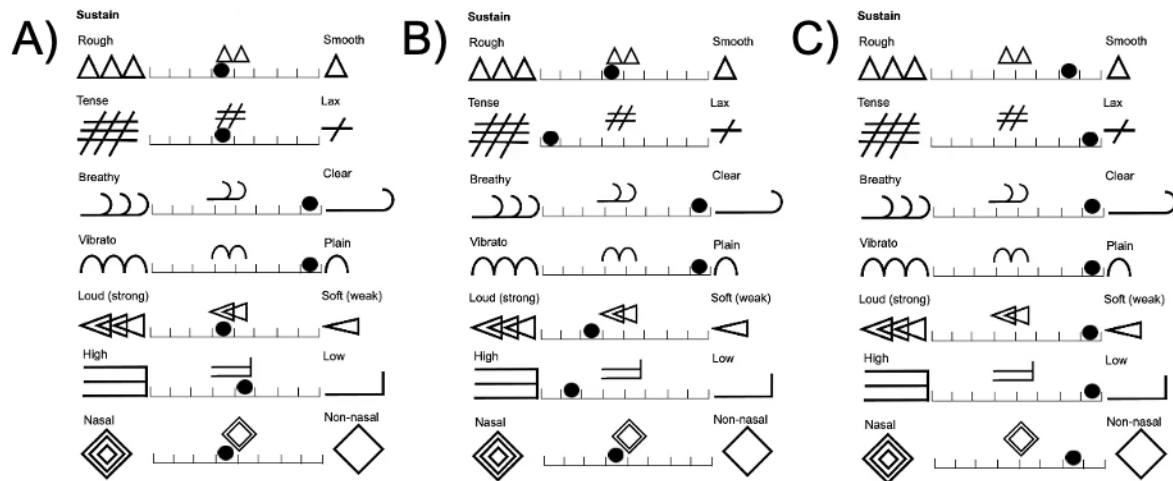 A)
Sustain
Rough Smooth
Tense Lax
Breathy Clear
Vibrato Plain
Loud (strong) Soft (weak)
High Low
Nasal Non-nasal
B)
Sustain
Rough Smooth
Tense Lax
Breathy Clear
Vibrato Plain
Loud (strong) Soft (weak)
High Low
Nasal Non-nasal
C)
Sustain
Rough Smooth
Tense Lax
Breathy Clear
Vibrato Plain
Loud (strong) Soft (weak)
High Low
Nasal Non-nasal